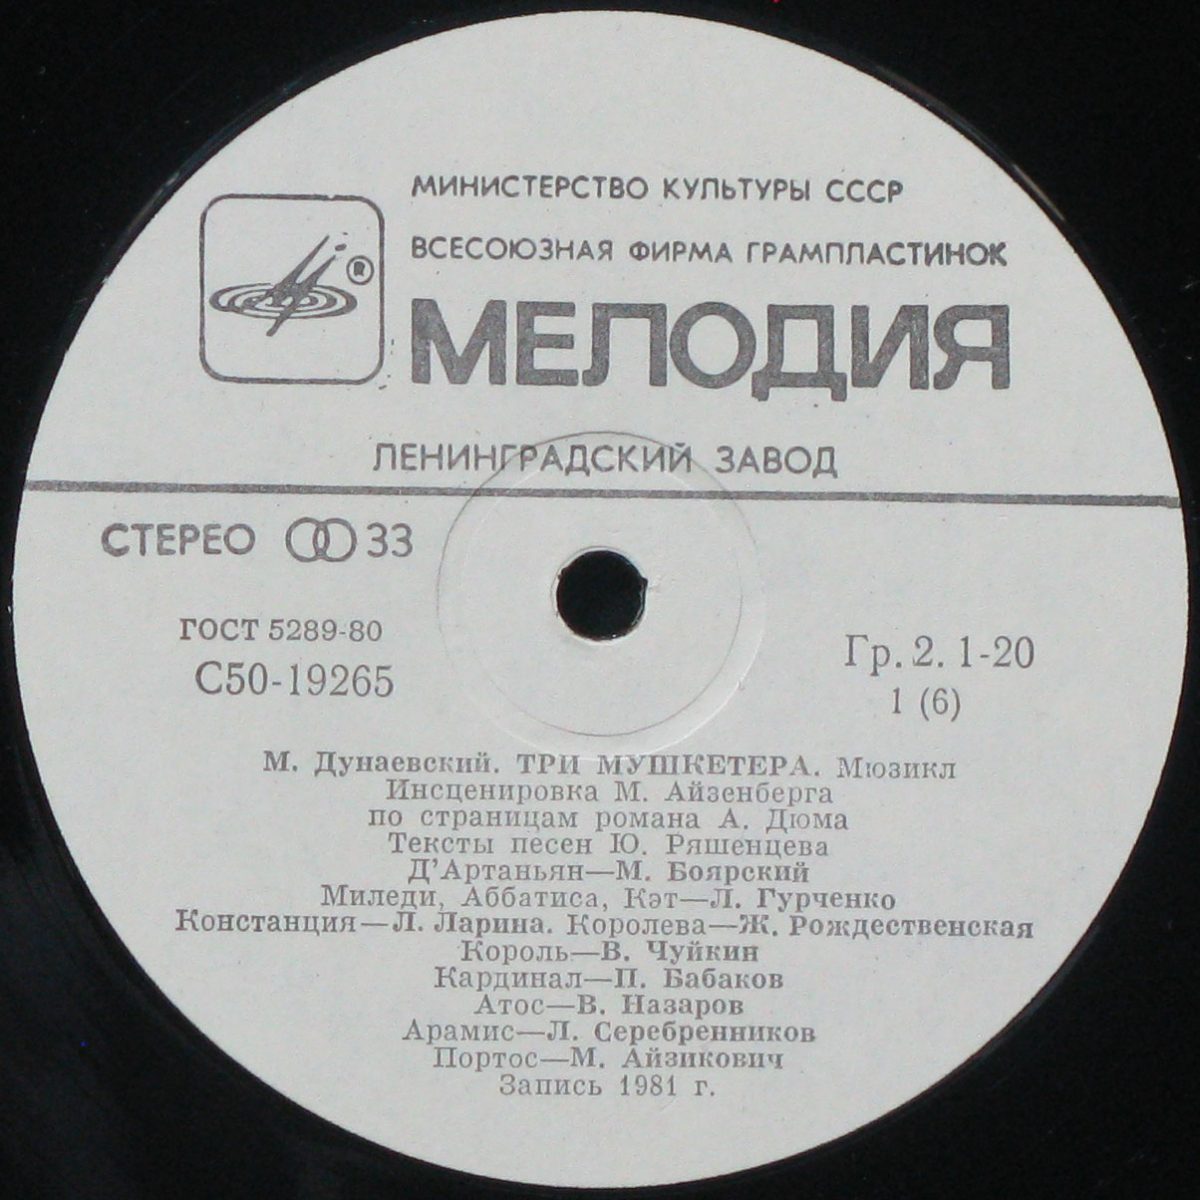 МИНИСТЕРСТВО КУЛЬТУРЫ СССР
ВСЕСОЮЗНАЯ ФИРМА ГРАМПЛАСТИНОК
®
МЕЛОДИЯ
ЛЕНИНГРАДСКИЙ ЗАВОД
СТЕРЕО 33
ГОСТ 5289-80
С50-19265
Гр. 2. 1-20
1 (6)
М. Дунаевский. ТРИ МУШКЕТЕРА. Мюзикл
Инсценировка М. Айзенберга
по страницам романа А. Дюма
Тексты песен Ю. Ряшенцева
Д’Артаньян—М. Боярский
Миледи, Аббатиса, Кэт—Л. Гурченко
Констанция—Л. Ларина. Королева—Ж. Рождественская
Король—В. Чуйкин
Кардинал—П. Бабаков
Атос—В. Назаров
Арамис—Л. Серебренников
Портос—М. Айзикович
Запись 1981 г.